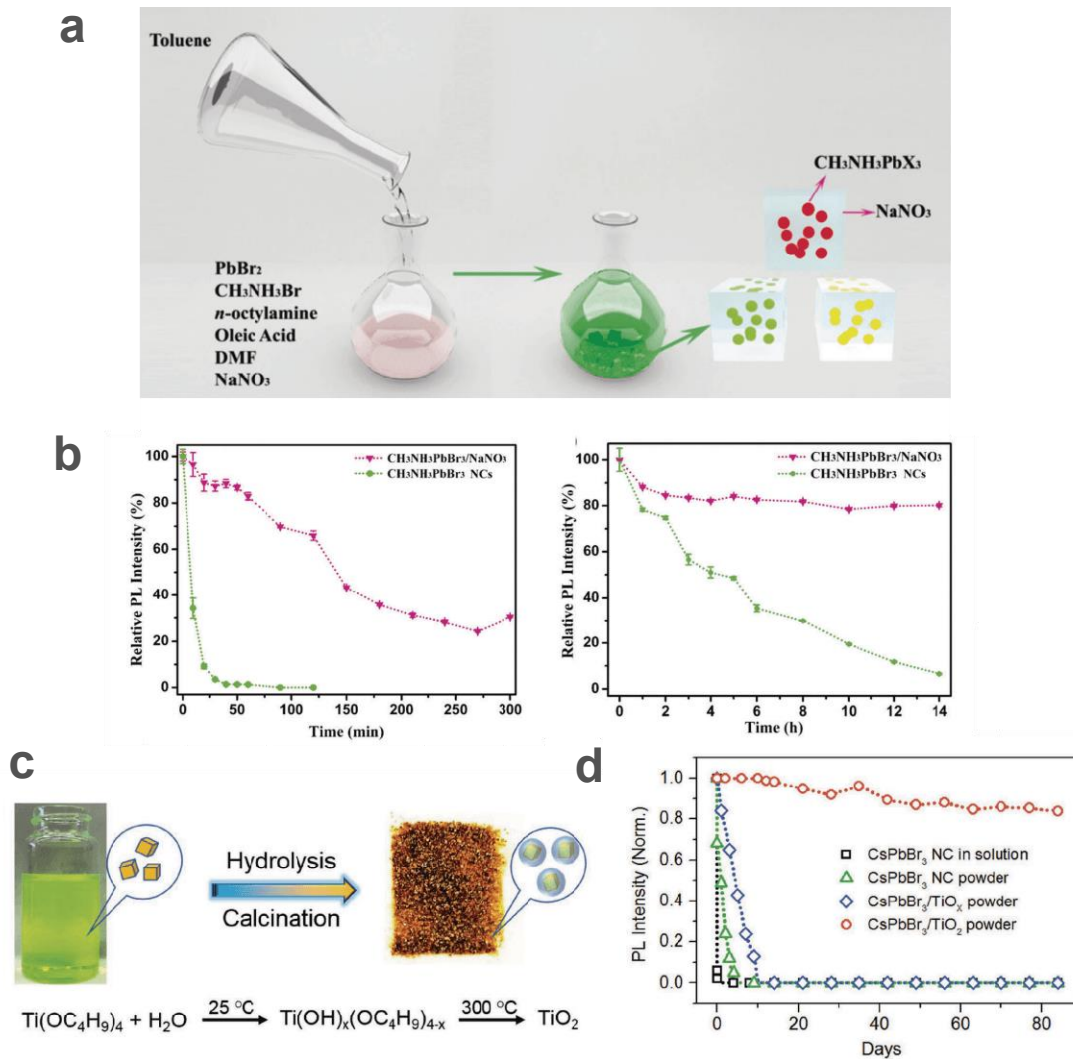 a
Toluene
PbBr₂
CH₃NH₃Br
n-octylamine
Oleic Acid
DMF
NaNO₃
CH₃NH₃PbX₃
NaNO₃
b
Relative PL Intensity (%)
100
80
60
40
20
0
CH₃NH₃PbBr₃/NaNO₃
CH₃NH₃PbBr₃ NCs
0 50 100 150 200 250 300
Time (min)
Relative PL Intensity (%)
100
80
60
40
20
0
CH₃NH₃PbBr₃/NaNO₃
CH₃NH₃PbBr₃ NCs
0 2 4 6 8 10 12 14
Time (h)
c
Hydrolysis
Calcination
Ti(OC₄H₉)₄ + H₂O 25 °C Ti(OH)ₓ(OC₄H₉)₄₋ₓ 300 °C TiO₂
d
PL Intensity (Norm.)
1.0
0.8
0.6
0.4
0.2
0.0
CsPbBr₃ NC in solution
CsPbBr₃ NC powder
CsPbBr₃/TiOₓ powder
CsPbBr₃/TiO₂ powder
0 20 40 60 80
Days